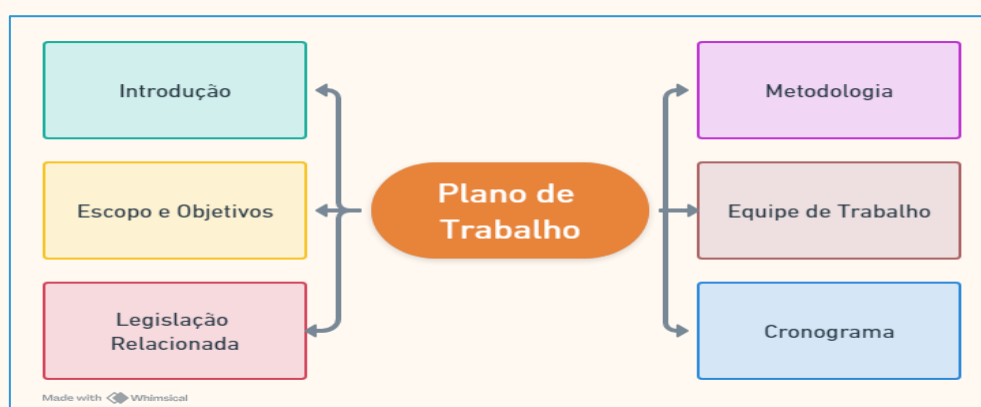 Introdução
Escopo e Objetivos
Legislação
Relacionada
Plano de
Trabalho
Metodologia
Equipe de Trabalho
Cronograma
Made with Whimsical